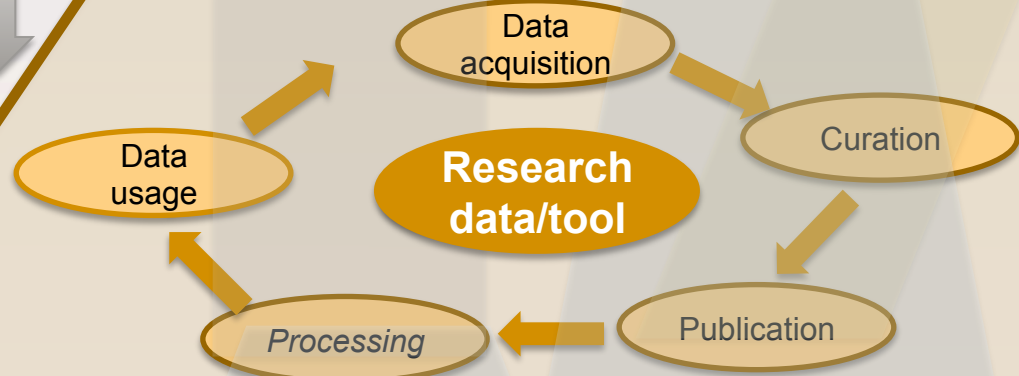 Data
acquisition
Curation
Data
usage
Research
data/tool
Publication
Processing